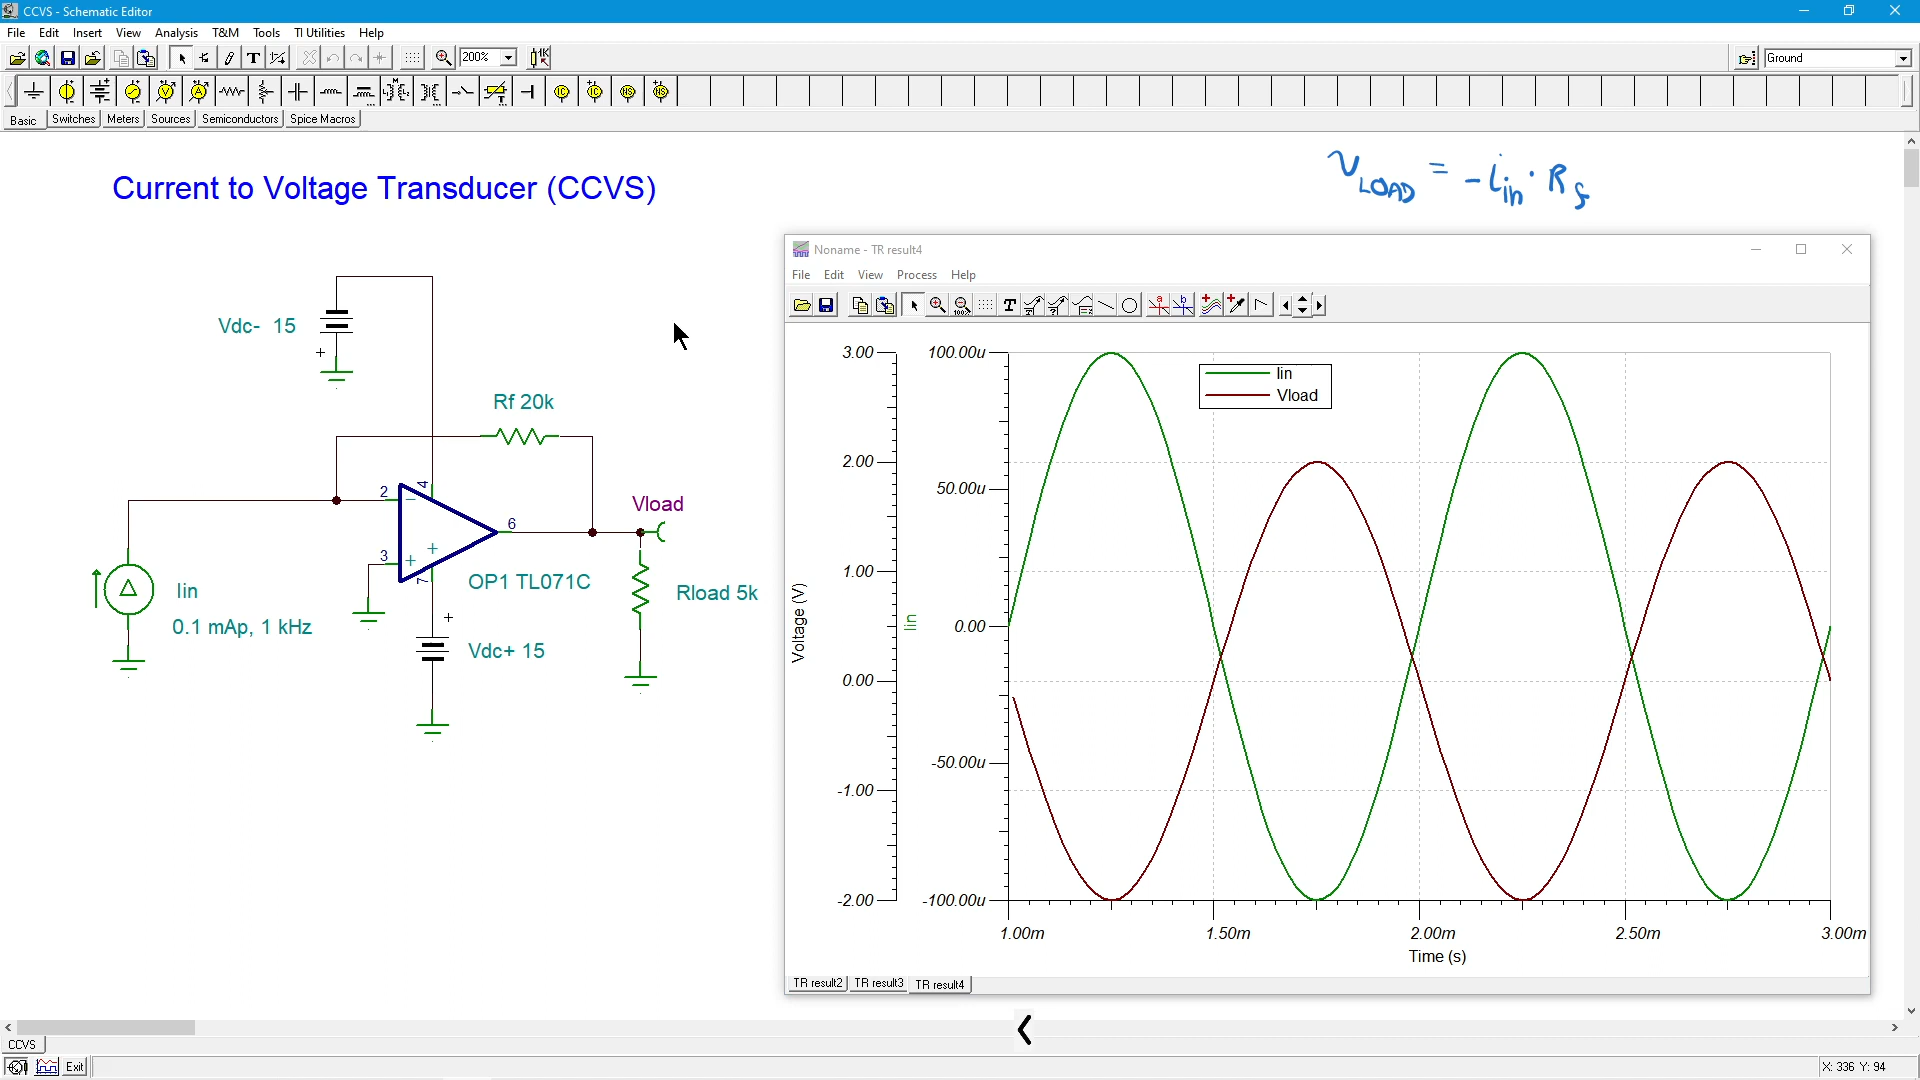 CCVS - Schematic Editor
File Edit Insert View Analysis T&M Tools TI Utilities Help
200%
Ground
Basic Switches Meters Sources Semiconductors Spice Macros
Current to Voltage Transducer (CCVS)
VLOAD = -iin · Rf
Noname - TR result4
File Edit View Process Help
Vdc- 15
+
Rf 20k
2 − 4
Vload
6
3 + + 7
OP1 TL071C
Iin
0.1 mAp, 1 kHz
+
Vdc+ 15
Rload 5k
3.00
2.00
1.00
0.00
-1.00
-2.00
Voltage (V)
100.00u
50.00u
0.00
-50.00u
-100.00u
Iin
Iin
Vload
1.00m 1.50m 2.00m 2.50m 3.00m
Time (s)
TR result2 TR result3 TR result4
CCVS
Exit
X: 336 Y: 94